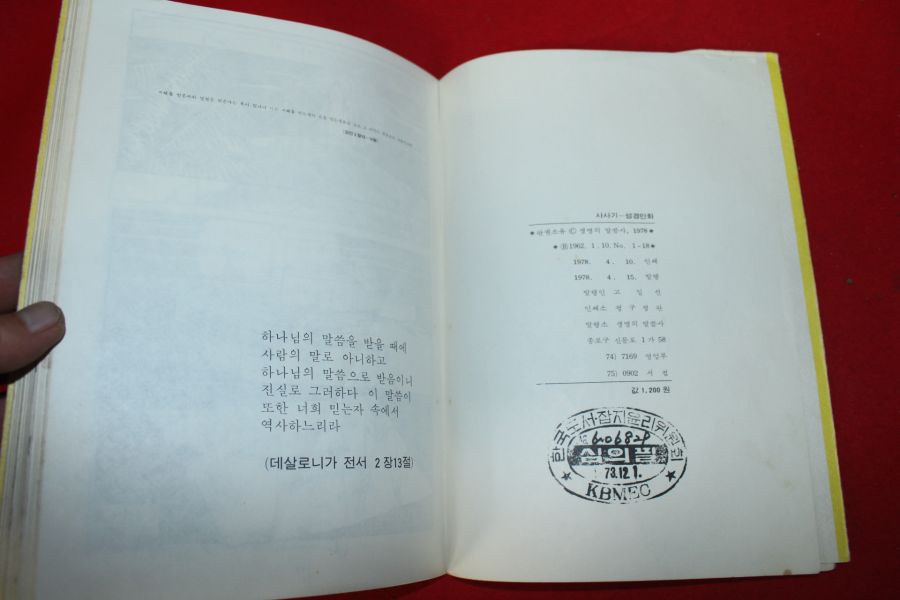 하나님의 말씀을 받을 때에
사람의 말로 아니하고
하나님의 말씀으로 받음이니
진실로 그러하다 이 말씀이
또한 너희 믿는자 속에서
역사하느리라
(데살로니가 전서 2장13절)
사사기—성경만화
★판권소유 ⓒ 생명의 말씀사, 1978★
★ 1962. 1. 10. No. 1-18★
1978. 4. 10. 인쇄
1978. 4. 15. 발행
발행인 고
인쇄소 정판
발행소 생명의 말씀사
종로구 신문로 1가 58
74) 7169 영업부
75) 0902 서점
값 1,200원
한국도서잡지윤리위원회
심의필
73.12.1.
★ KBMEC ★